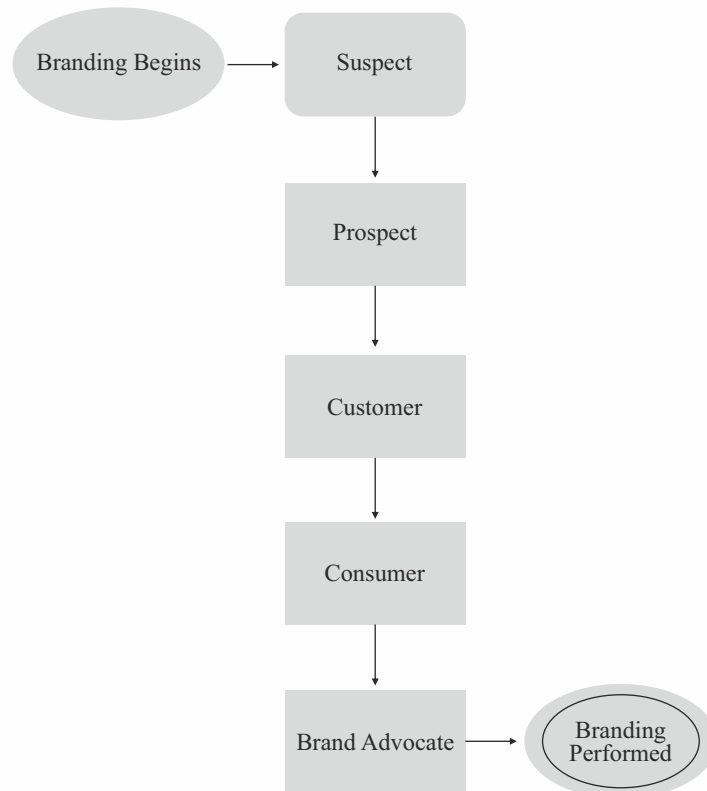 Branding Begins
Suspect
Prospect
Customer
Consumer
Brand Advocate
Branding
Performed